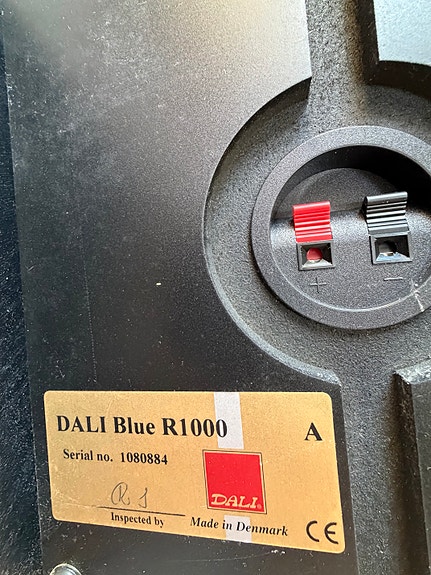 + −
DALI Blue R1000 A
Serial no. 1080884
DALI
Inspected by Made in Denmark CE